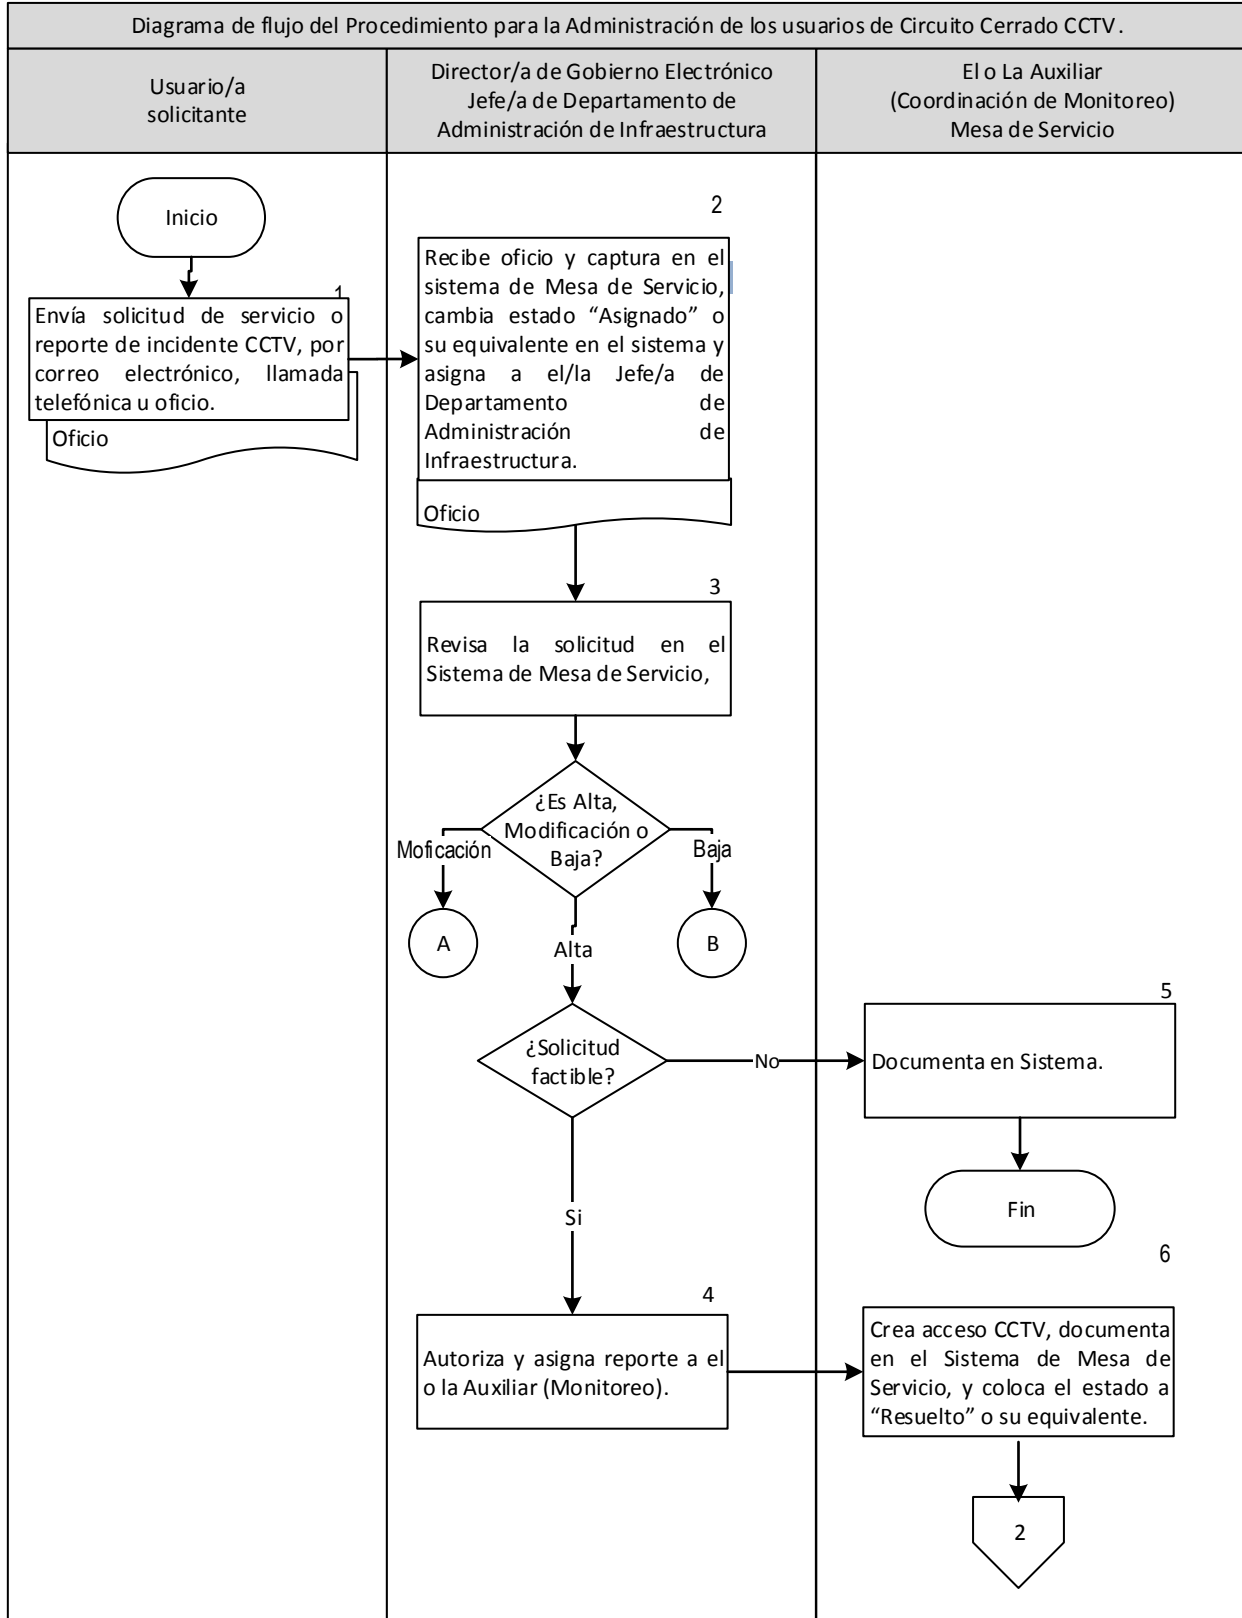 Diagrama de flujo del Procedimiento para la Administración de los usuarios de Circuito Cerrado CCTV.
Usuario/a
solicitante
Director/a de Gobierno Electrónico
Jefe/a de Departamento de
Administración de Infraestructura
El o La Auxiliar
(Coordinación de Monitoreo)
Mesa de Servicio
Inicio
1
Envía solicitud de servicio o
reporte de incidente CCTV, por
correo electrónico, llamada
telefónica u oficio.
Oficio
2
Recibe oficio y captura en el
sistema de Mesa de Servicio,
cambia estado “Asignado” o
su equivalente en el sistema y
asigna a el/la Jefe/a de
Departamento de
Administración de
Infraestructura.
Oficio
3
Revisa la solicitud en el
Sistema de Mesa de Servicio,
¿Es Alta,
Modificación o
Baja?
Moficación
Baja
A
B
Alta
¿Solicitud
factible?
No
5
Documenta en Sistema.
Fin
Si
4
Autoriza y asigna reporte a el
o la Auxiliar (Monitoreo).
6
Crea acceso CCTV, documenta
en el Sistema de Mesa de
Servicio, y coloca el estado a
“Resuelto” o su equivalente.
2